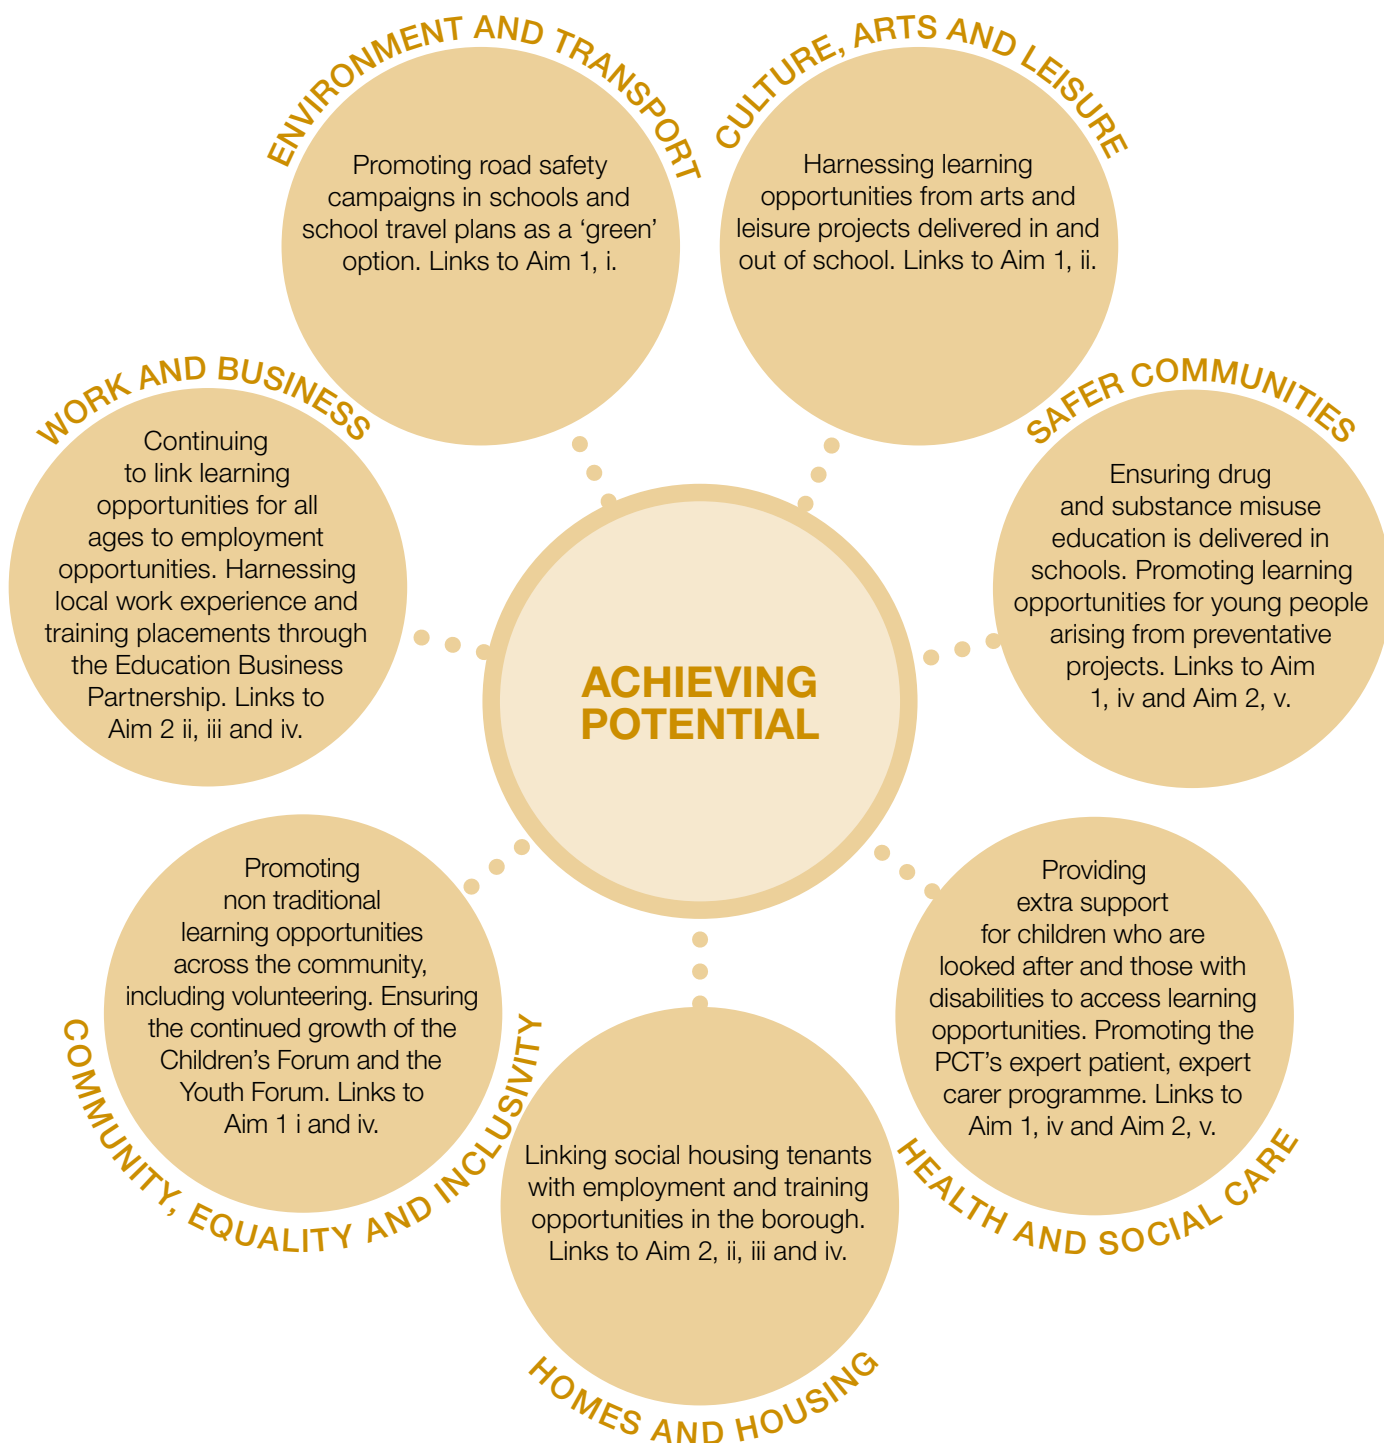 ENVIRONMENT AND TRANSPORT
Promoting road safety
campaigns in schools and
school travel plans as a ‘green’
option. Links to Aim 1, i.
CULTURE, ARTS AND LEISURE
Harnessing learning
opportunities from arts and
leisure projects delivered in and
out of school. Links to Aim 1, ii.
WORK AND BUSINESS
Continuing
to link learning
opportunities for all
ages to employment
opportunities. Harnessing
local work experience and
training placements through
the Education Business
Partnership. Links to
Aim 2 ii, iii and iv.
SAFER COMMUNITIES
Ensuring drug
and substance misuse
education is delivered in
schools. Promoting learning
opportunities for young people
arising from preventative
projects. Links to Aim
1, iv and Aim 2, v.
ACHIEVING
POTENTIAL
Promoting
non traditional
learning opportunities
across the community,
including volunteering. Ensuring
the continued growth of the
Children’s Forum and the
Youth Forum. Links to
Aim 1 i and iv.
COMMUNITY, EQUALITY AND INCLUSIVITY
Providing
extra support
for children who are
looked after and those with
disabilities to access learning
opportunities. Promoting the
PCT’s expert patient, expert
carer programme. Links to
Aim 1, iv and Aim 2, v.
HEALTH AND SOCIAL CARE
Linking social housing tenants
with employment and training
opportunities in the borough.
Links to Aim 2, ii, iii and iv.
HOMES AND HOUSING